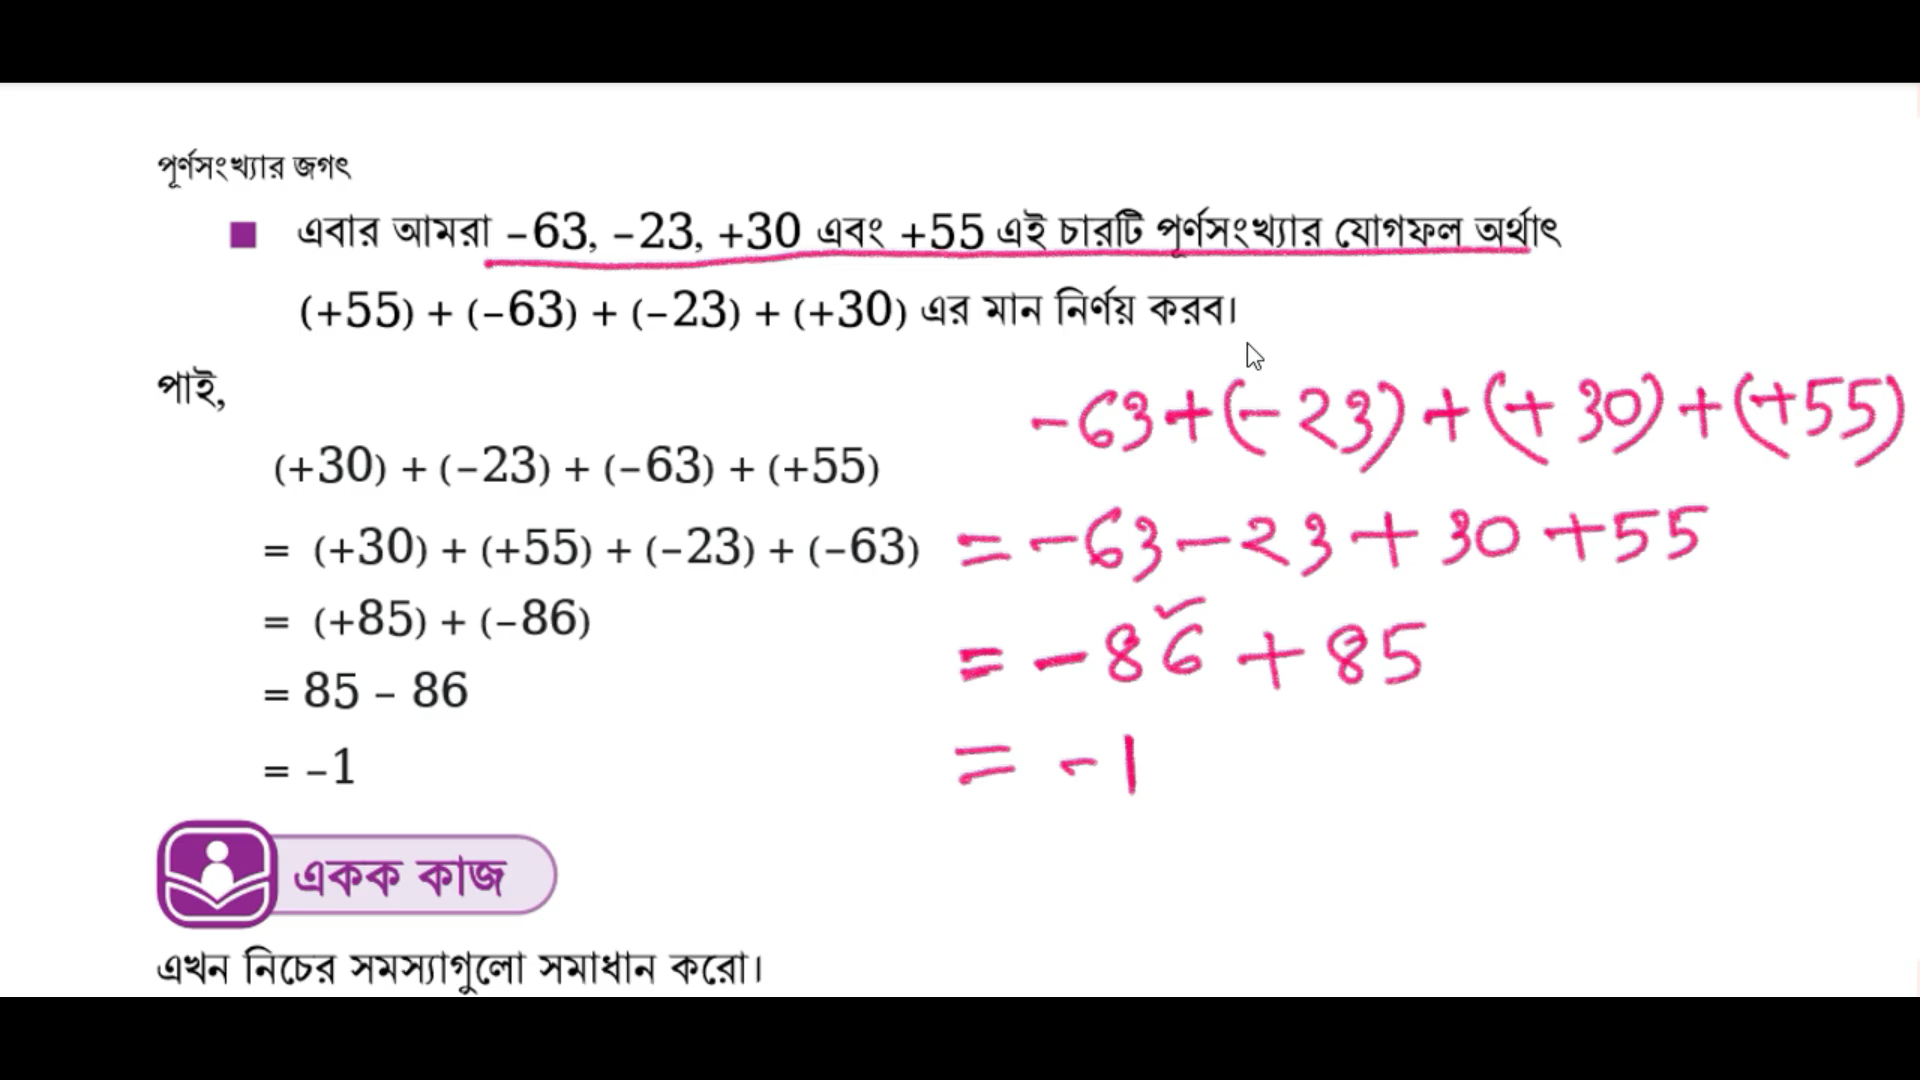 পূর্ণসংখ্যার জগৎ
■ এবার আমরা –63, –23, +30 এবং +55 এই চারটি পূর্ণসংখ্যার যোগফল অর্থাৎ
(+55) + (–63) + (–23) + (+30) এর মান নির্ণয় করব।
পাই,
(+30) + (–23) + (–63) + (+55)
= (+30) + (+55) + (–23) + (–63)
= (+85) + (–86)
= 85 – 86
= –1
-63+(-23)+(+30)+(+55)
=-63-23+30+55
=-86+85
=-1
একক কাজ
এখন নিচের সমস্যাগুলো সমাধান করো।